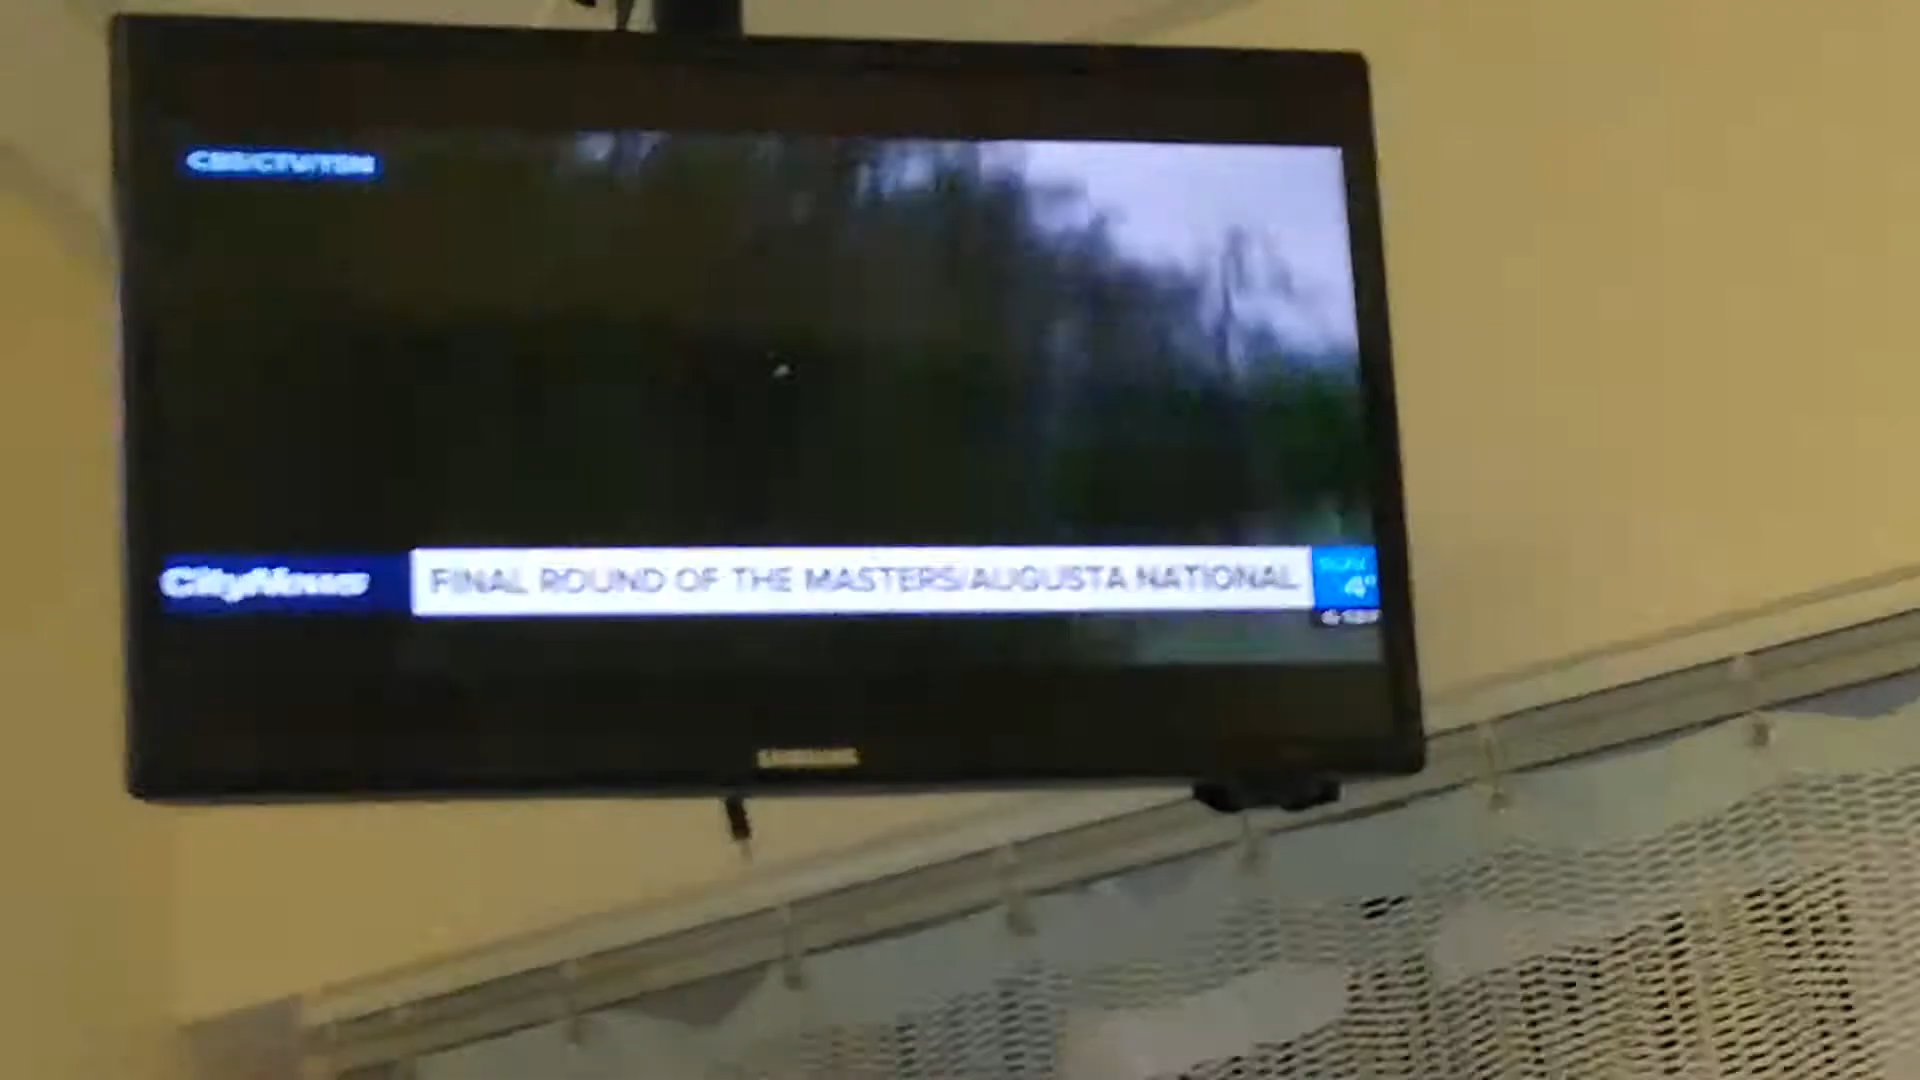 CBS/CTV/TSN
CityNews
FINAL ROUND OF THE MASTERS/AUGUSTA NATIONAL
4°
SAMSUNG